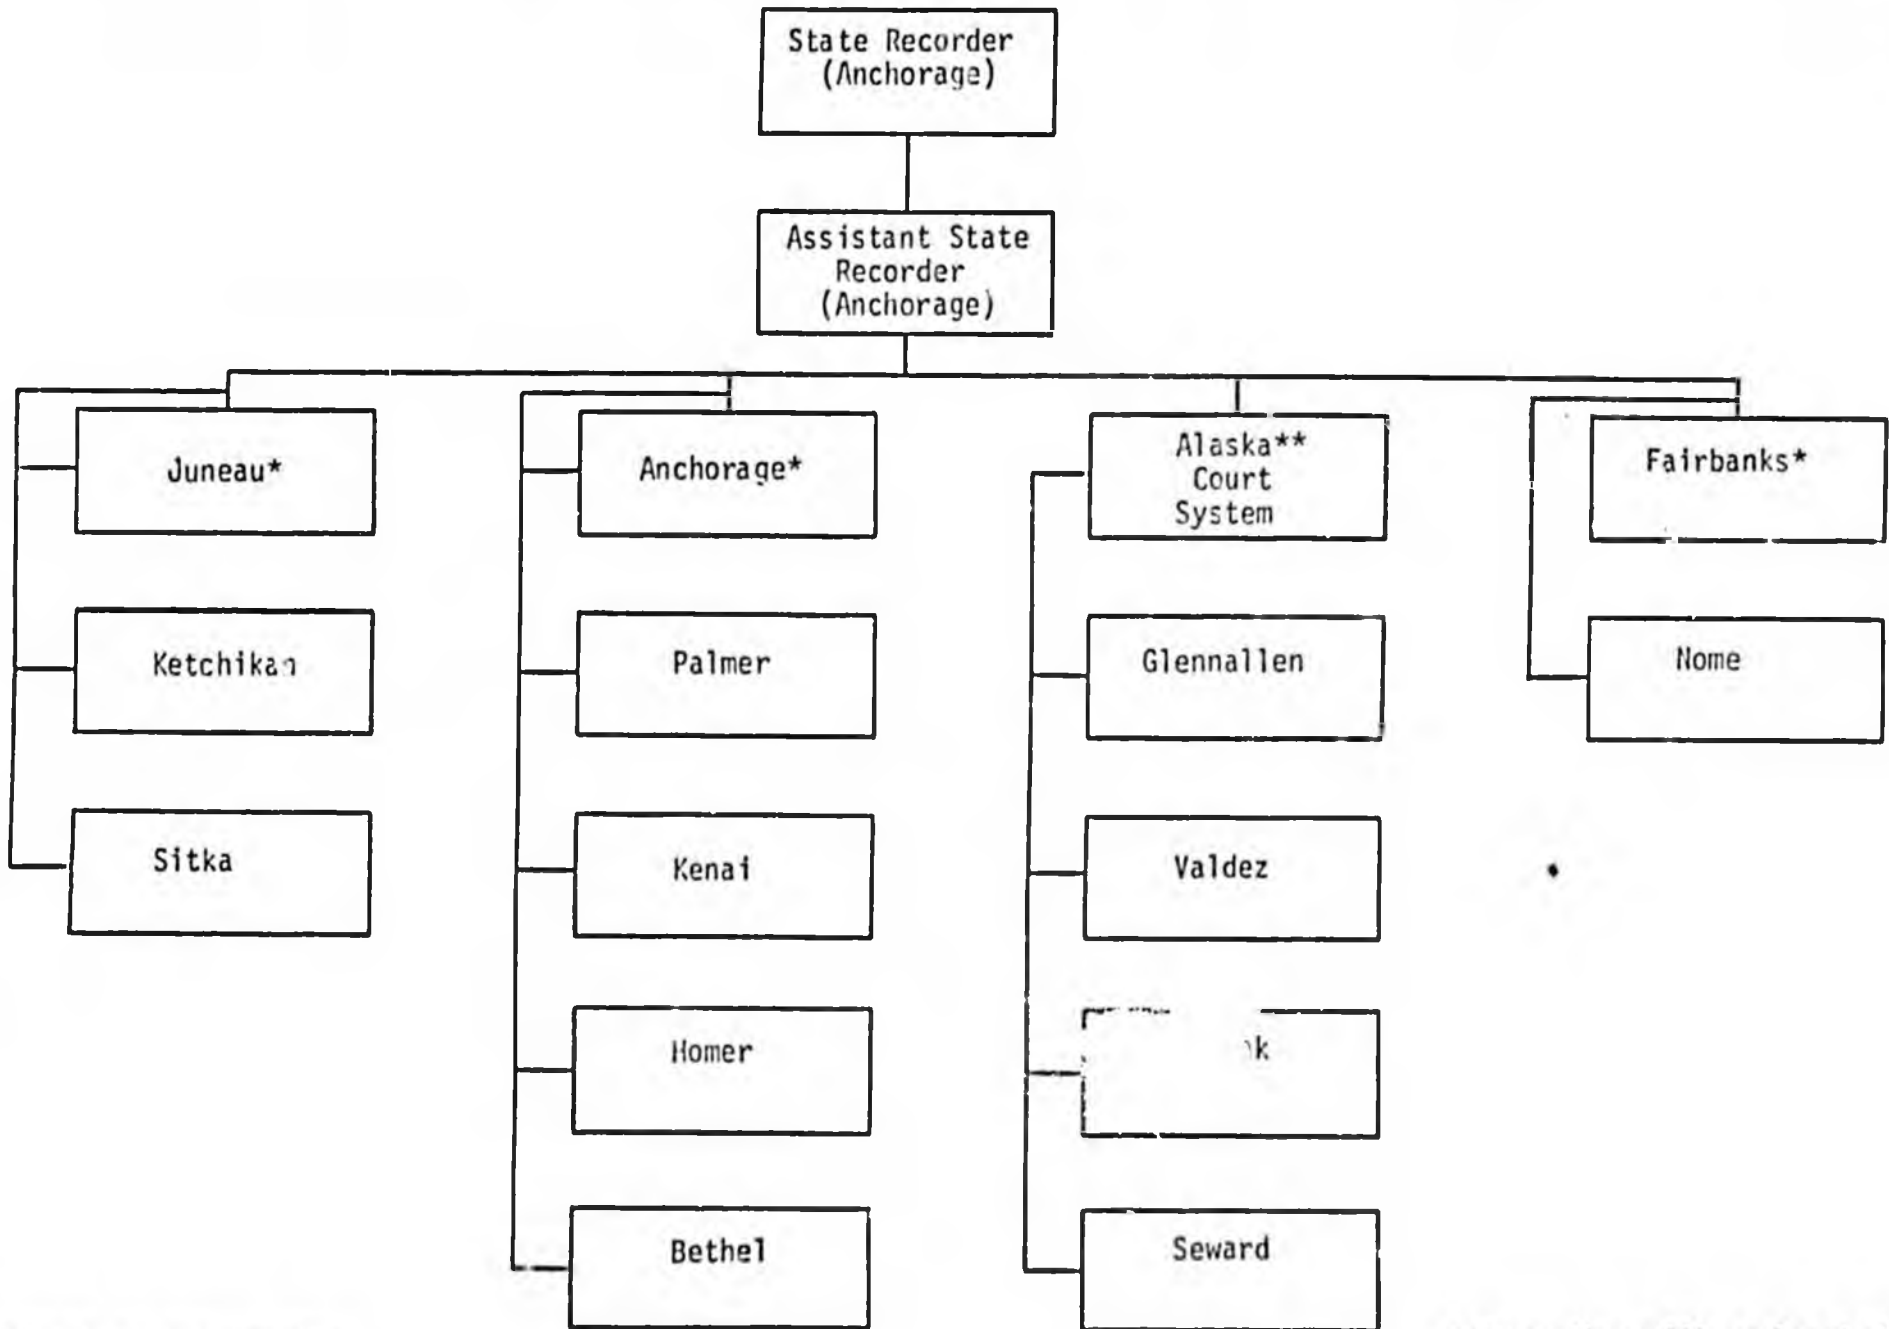 State Recorder
(Anchorage)
Assistant State
Recorder
(Anchorage)
Juneau*
Anchorage*
Alaska**
Court
System
Fairbanks*
Ketchikan
Palmer
Glennallen
Nome
Sitka
Kenai
Valdez
Homer
Bethel
Seward